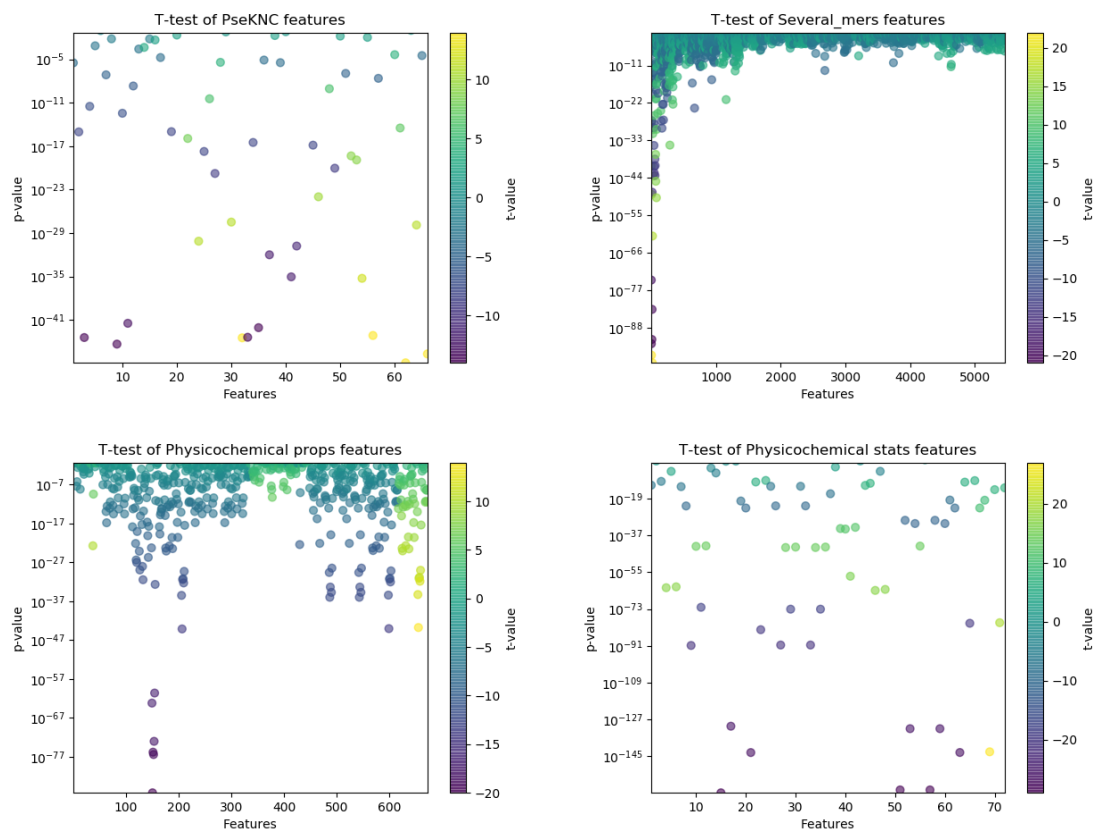 T-test of PseKNC features
10^-5
10^-11
10^-17
10^-23
10^-29
10^-35
10^-41
p-value
10 20 30 40 50 60
Features
10
5
0
−5
−10
t-value
T-test of Several_mers features
10^-11
10^-22
10^-33
10^-44
10^-55
10^-66
10^-77
10^-88
p-value
1000 2000 3000 4000 5000
Features
20
15
10
5
0
−5
−10
−15
−20
t-value
T-test of Physicochemical props features
10^-7
10^-17
10^-27
10^-37
10^-47
10^-57
10^-67
10^-77
p-value
100 200 300 400 500 600
Features
10
5
0
−5
−10
−15
−20
t-value
T-test of Physicochemical stats features
10^-19
10^-37
10^-55
10^-73
10^-91
10^-109
10^-127
10^-145
p-value
10 20 30 40 50 60 70
Features
20
10
0
−10
−20
t-value